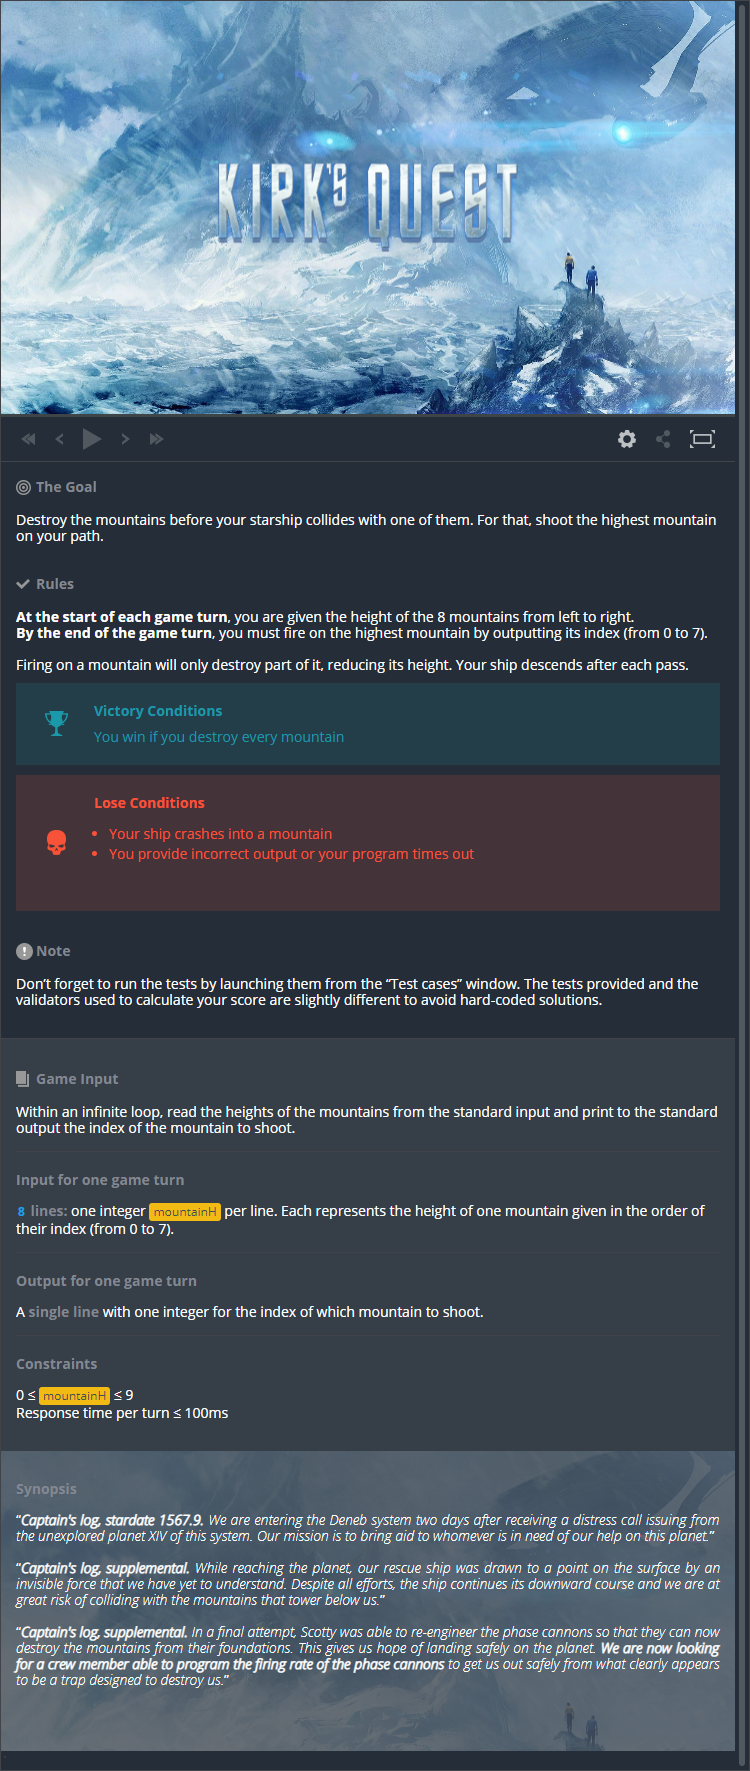 KIRK'S QUEST
The Goal
Destroy the mountains before your starship collides with one of them. For that, shoot the highest mountain
on your path.
Rules
At the start of each game turn, you are given the height of the 8 mountains from left to right.
By the end of the game turn, you must fire on the highest mountain by outputting its index (from 0 to 7).
Firing on a mountain will only destroy part of it, reducing its height. Your ship descends after each pass.
Victory Conditions
You win if you destroy every mountain
Lose Conditions
• Your ship crashes into a mountain
• You provide incorrect output or your program times out
Note
Don't forget to run the tests by launching them from the “Test cases” window. The tests provided and the
validators used to calculate your score are slightly different to avoid hard-coded solutions.
Game Input
Within an infinite loop, read the heights of the mountains from the standard input and print to the standard
output the index of the mountain to shoot.
Input for one game turn
8 lines: one integer mountainH per line. Each represents the height of one mountain given in the order of
their index (from 0 to 7).
Output for one game turn
A single line with one integer for the index of which mountain to shoot.
Constraints
0 ≤ mountainH ≤ 9
Response time per turn ≤ 100ms
Synopsis
“Captain's log, stardate 1567.9. We are entering the Deneb system two days after receiving a distress call issuing from
the unexplored planet XIV of this system. Our mission is to bring aid to whomever is in need of our help on this planet.”
“Captain's log, supplemental. While reaching the planet, our rescue ship was drawn to a point on the surface by an
invisible force that we have yet to understand. Despite all efforts, the ship continues its downward course and we are at
great risk of colliding with the mountains that tower below us.”
“Captain's log, supplemental. In a final attempt, Scotty was able to re-engineer the phase cannons so that they can now
destroy the mountains from their foundations. This gives us hope of landing safely on the planet. We are now looking
for a crew member able to program the firing rate of the phase cannons to get us out safely from what clearly appears
to be a trap designed to destroy us.”